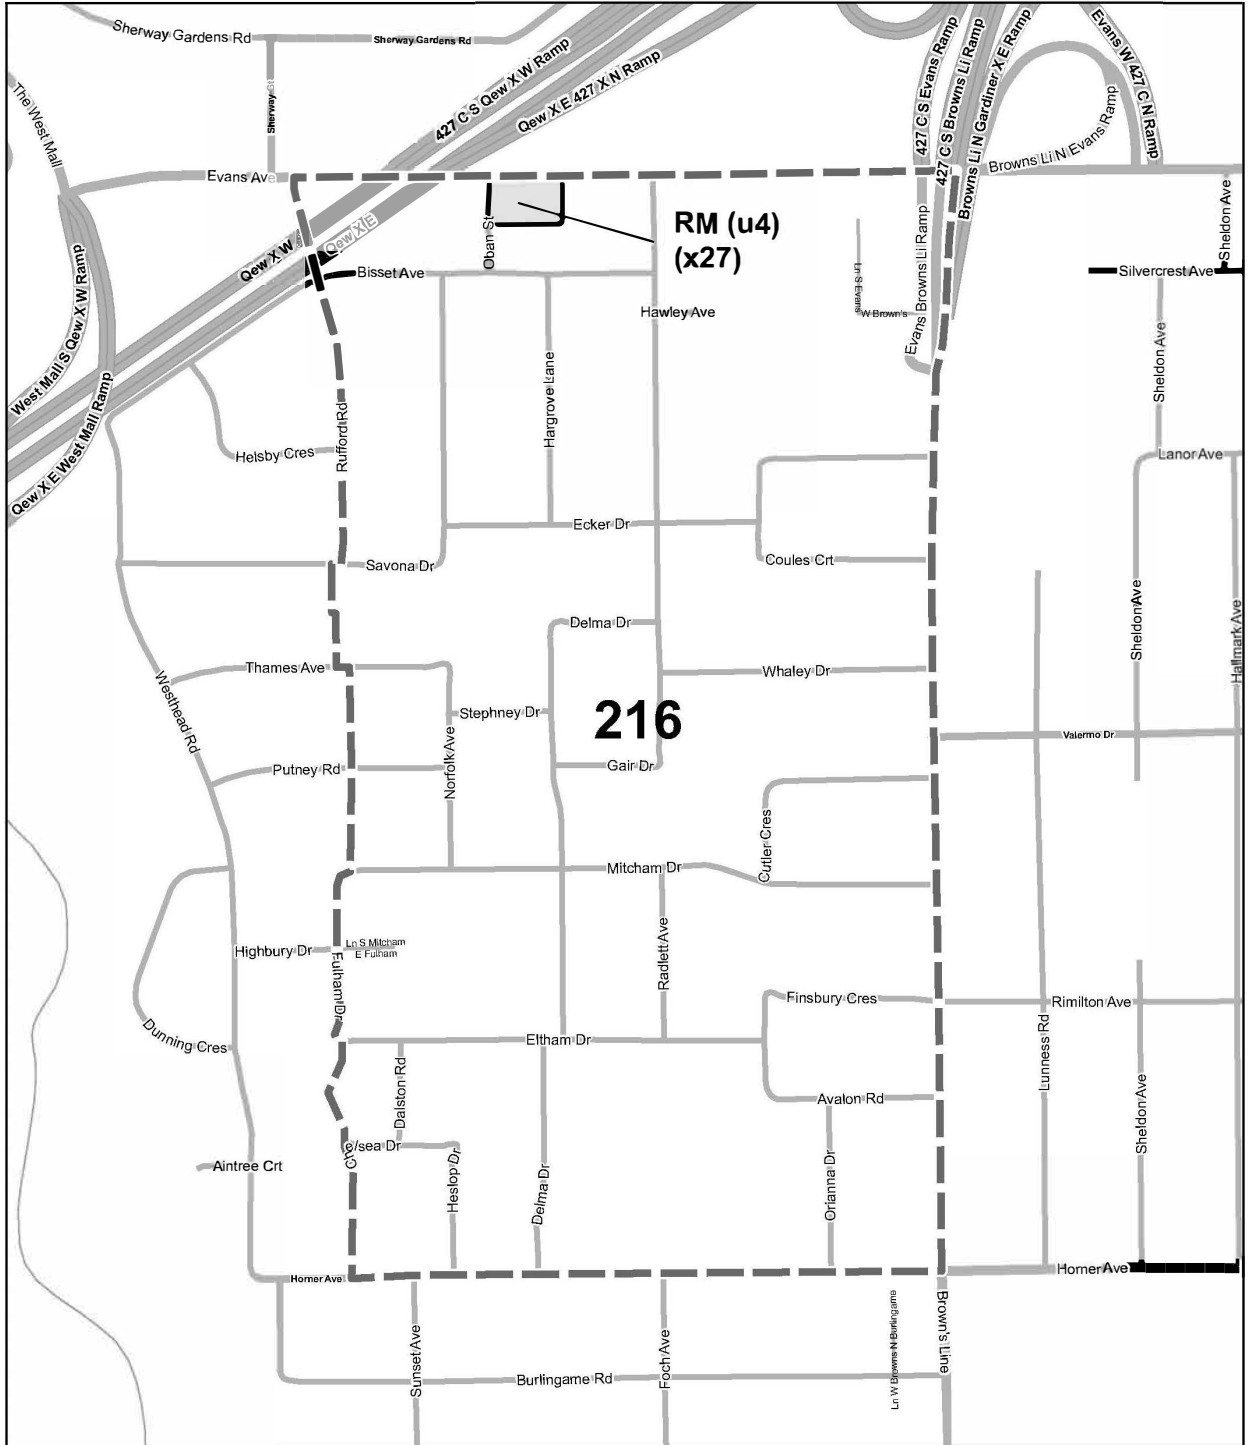 Sherway Gardens Rd
Sherway Gardens Rd
427 C S Qew X W Ramp
Qew X E 427 X N Ramp
427 C S Evans Ramp
427 C S Browns Li Ramp
Browns Li N Gardiner X E Ramp
Evans W 427 C N Ramp
Browns Li N Evans Ramp
The West Mall
Evans Ave
Qew X W
Qew X E
Oban St
RM (u4)
(x27)
Bisset Ave
Hawley Ave
Ln S Evans
W Brown's
Evans Browns Li Ramp
Sheldon Ave
Silvercrest Ave
West Mall S Qew X W Ramp
Qew X E West Mall Ramp
Hargrove Lane
Rufford Rd
Helsby Cres
Sheldon Ave
Lanor Ave
Ecker Dr
Savona Dr
Coules Crt
Delma Dr
Sheldon Ave
Hallmark Ave
Thames Ave
Whaley Dr
Westhead Rd
Stephney Dr
216
Norfolk Ave
Valermo Dr
Putney Rd
Gair Dr
Cutler Cres
Mitcham Dr
Highbury Dr
Ln S Mitcham
E Fulham
Fulham Dr
Radlett Ave
Finsbury Cres
Rimilton Ave
Dunning Cres
Eltham Dr
Lunness Rd
Dalston Rd
Avalon Rd
Sheldon Ave
Chelsea Dr
Aintree Crt
Heslop Dr
Delma Dr
Orianna Dr
Horner Ave
Horner Ave
Sunset Ave
Foch Ave
Ln W Browns N Burlingame
Brown's Line
Burlingame Rd